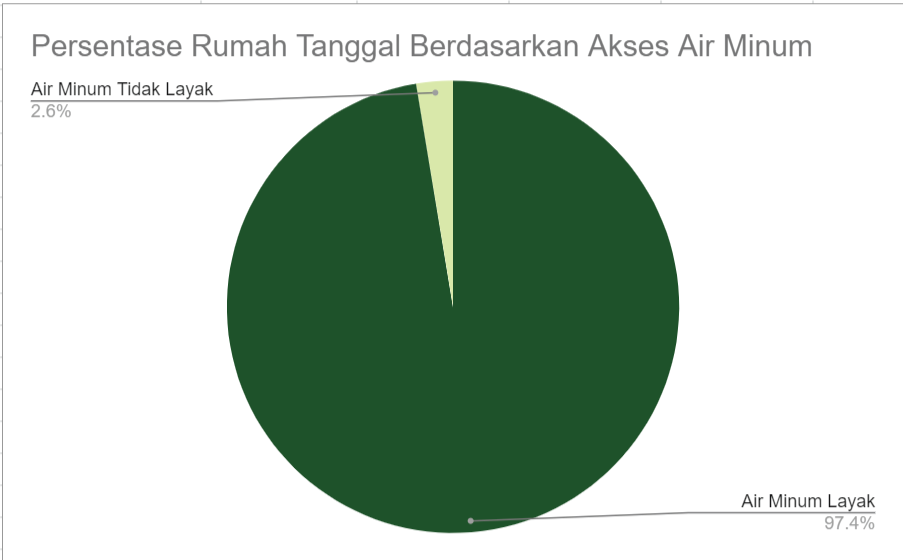 Persentase Rumah Tanggal Berdasarkan Akses Air Minum
Air Minum Tidak Layak
2.6%
Air Minum Layak
97.4%